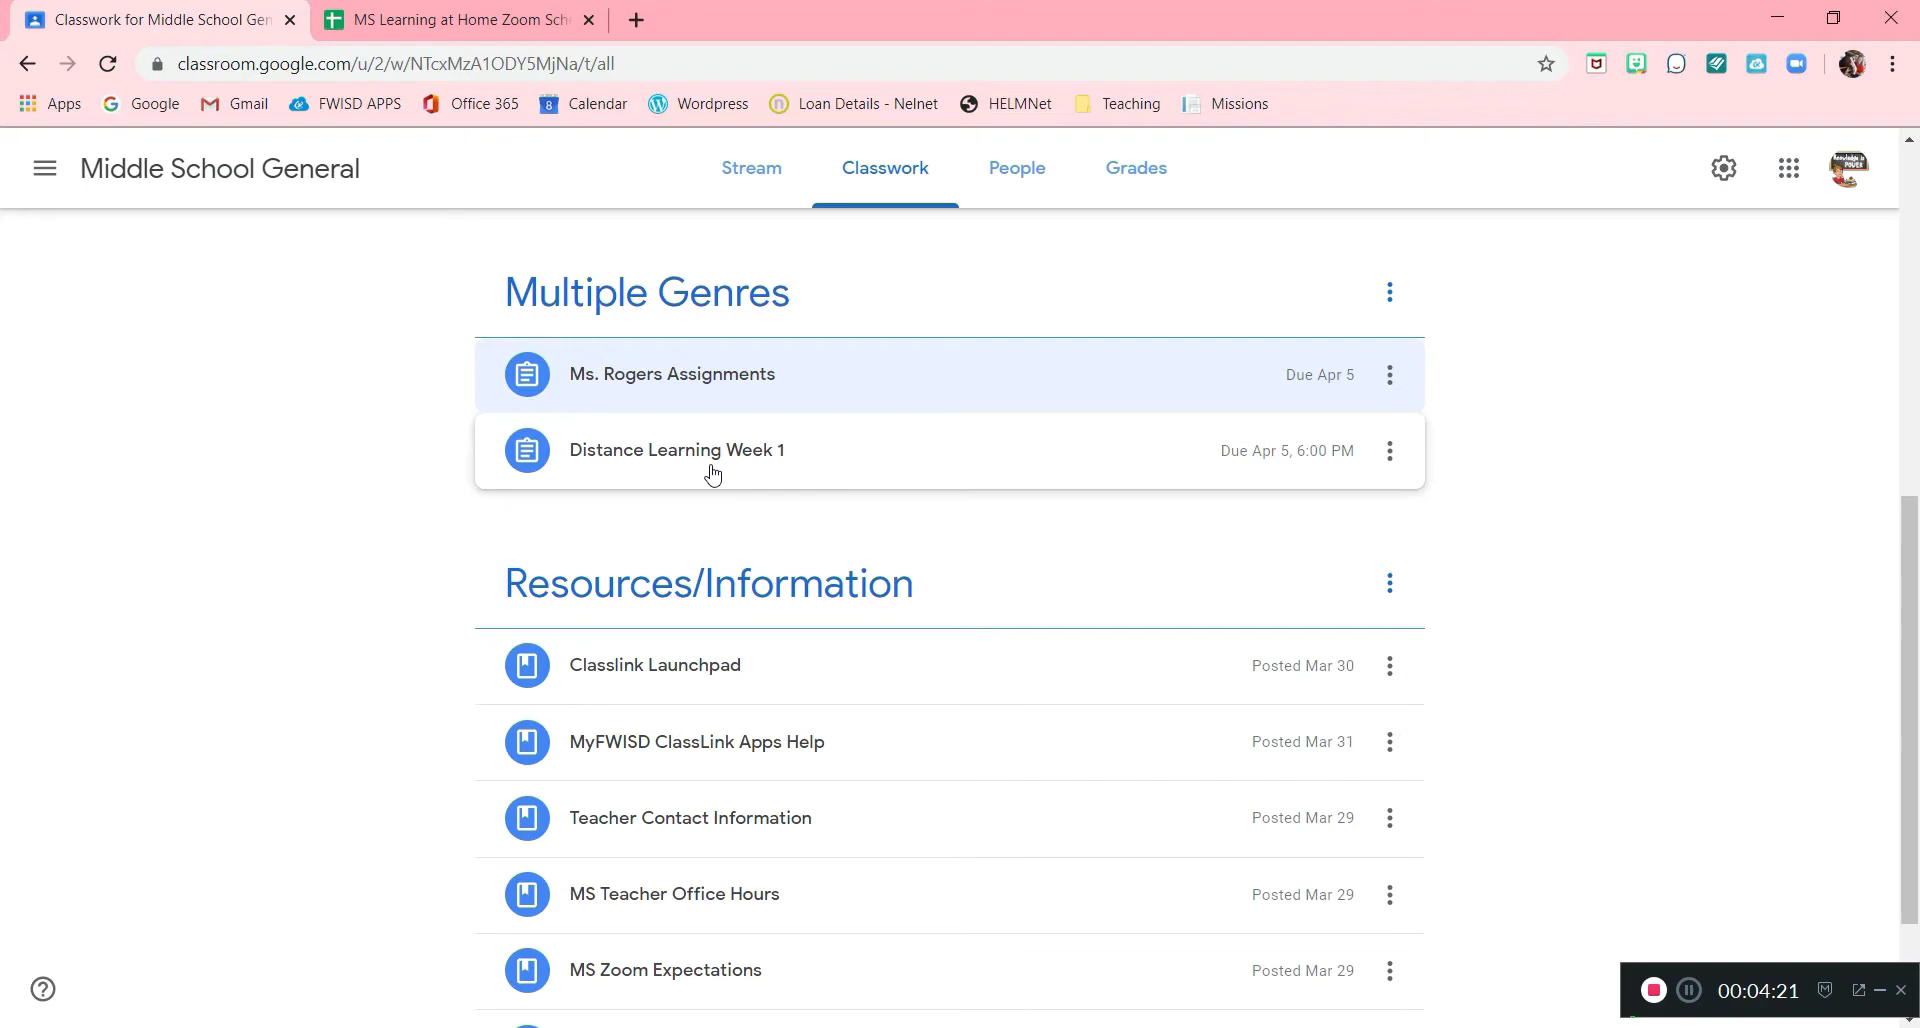 Classwork for Middle School Gen
MS Learning at Home Zoom Sch
classroom.google.com/u/2/w/NTcxMzA1ODY5MjNa/t/all
Apps Google Gmail FWISD APPS Office 365 8 Calendar Wordpress Loan Details - Nelnet HELMNet Teaching Missions
Middle School General Stream Classwork People Grades
Multiple Genres
Ms. Rogers Assignments Due Apr 5
Distance Learning Week 1 Due Apr 5, 6:00 PM
Resources/Information
Classlink Launchpad Posted Mar 30
MyFWISD ClassLink Apps Help Posted Mar 31
Teacher Contact Information Posted Mar 29
MS Teacher Office Hours Posted Mar 29
MS Zoom Expectations Posted Mar 29
00:04:21